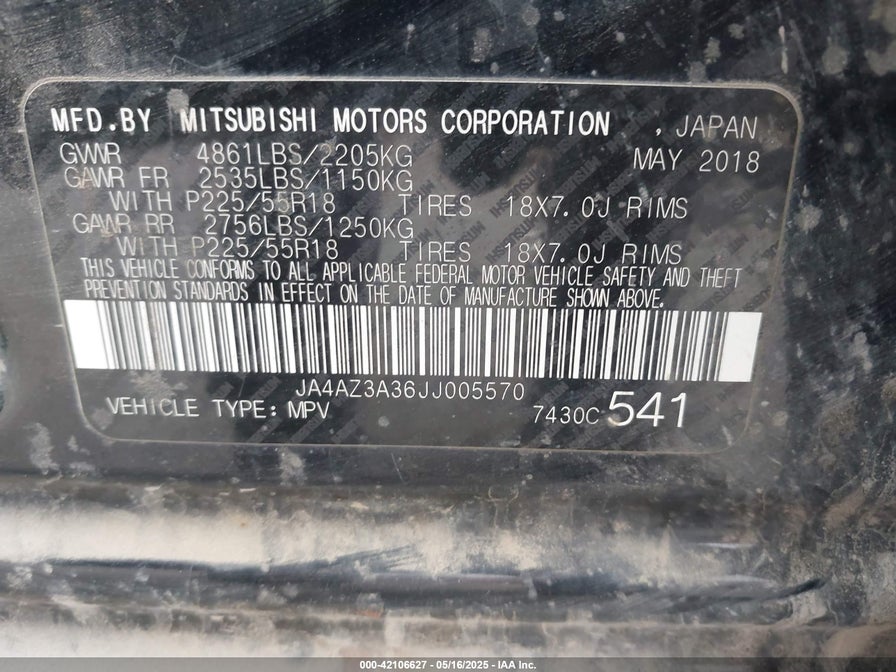 MFD.BY MITSUBISHI MOTORS CORPORATION , JAPAN
GVWR 4861LBS/2205KG MAY 2018
GAWR FR 2535LBS/1150KG
WITH P225/55R18 TIRES 18X7.0J RIMS
GAWR RR 2756LBS/1250KG
WITH P225/55R18 TIRES 18X7.0J RIMS
THIS VEHICLE CONFORMS TO ALL APPLICABLE FEDERAL MOTOR VEHICLE SAFETY AND THEFT
PREVENTION STANDARDS IN EFFECT ON THE DATE OF MANUFACTURE SHOWN ABOVE.
JA4AZ3A36JJ005570
VEHICLE TYPE: MPV 7430C 541
000-42106627 - 05/16/2025 - IAA Inc.